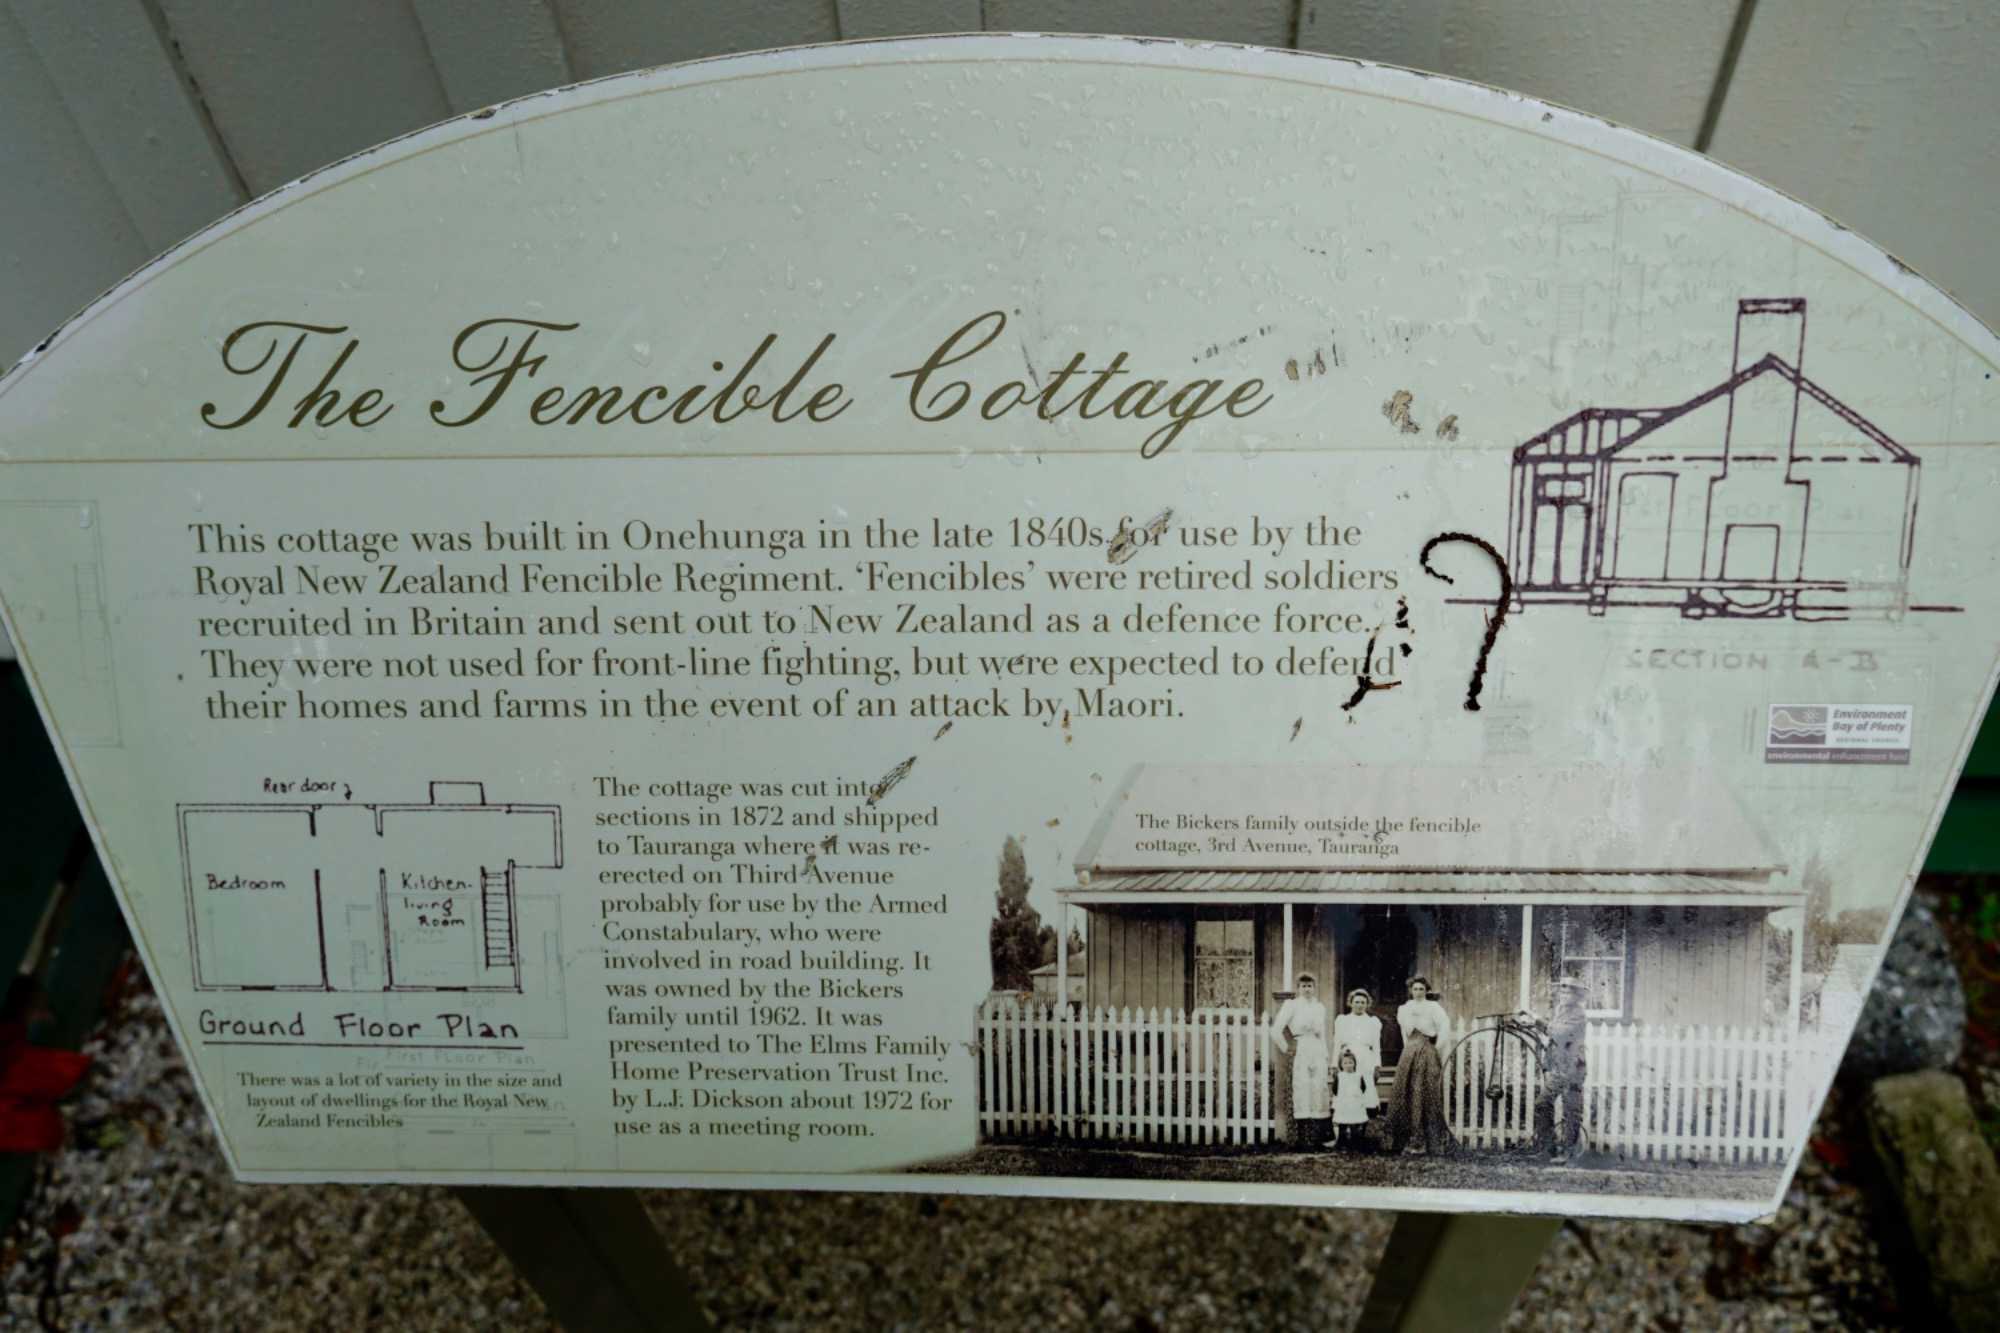 The Fencible Cottage
This cottage was built in Onehunga in the late 1840s for use by the
Royal New Zealand Fencible Regiment. ‘Fencibles’ were retired soldiers
recruited in Britain and sent out to New Zealand as a defence force.
They were not used for front-line fighting, but were expected to defend
their homes and farms in the event of an attack by Maori.
SECTION A-B
Environment
Bay of Plenty
REGIONAL COUNCIL
environmental enhancement fund
Rear door
Bedroom
Kitchen-
living
Room
Ground Floor Plan
First Floor Plan
There was a lot of variety in the size and
layout of dwellings for the Royal New
Zealand Fencibles
The cottage was cut into
sections in 1872 and shipped
to Tauranga where it was re-
erected on Third Avenue
probably for use by the Armed
Constabulary, who were
involved in road building. It
was owned by the Bickers
family until 1962. It was
presented to The Elms Family
Home Preservation Trust Inc.
by L.J. Dickson about 1972 for
use as a meeting room.
The Bickers family outside the fencible
cottage, 3rd Avenue, Tauranga